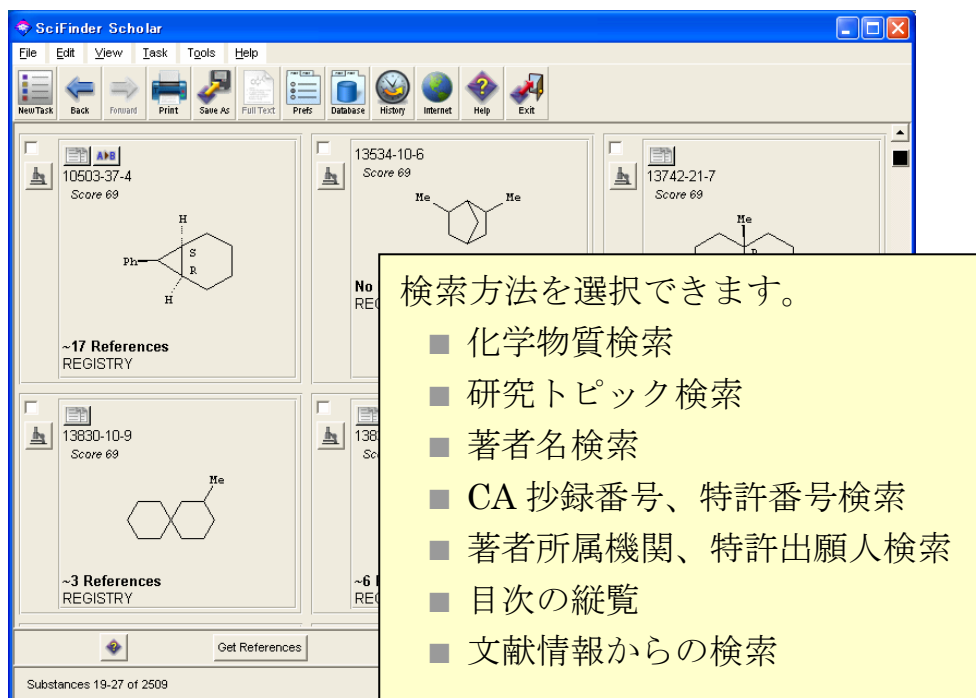 SciFinder Scholar
File Edit View Task Tools Help
New Task Back Forward Print Save As Full Text Prefs Database History Internet Help Exit
A▶B
10503-37-4
Score 69
H
S
Ph
R
H
~17 References
REGISTRY
13534-10-6
Score 69
Me Me
No
REG
13742-21-7
Score 69
Me
R
13830-10-9
Score 69
Me
~3 References
REGISTRY
138
Sc
~6
REG
Get References
Substances 19-27 of 2509
検索方法を選択できます。
■ 化学物質検索
■ 研究トピック検索
■ 著者名検索
■ CA 抄録番号、特許番号検索
■ 著者所属機関、特許出願人検索
■ 目次の縦覧
■ 文献情報からの検索